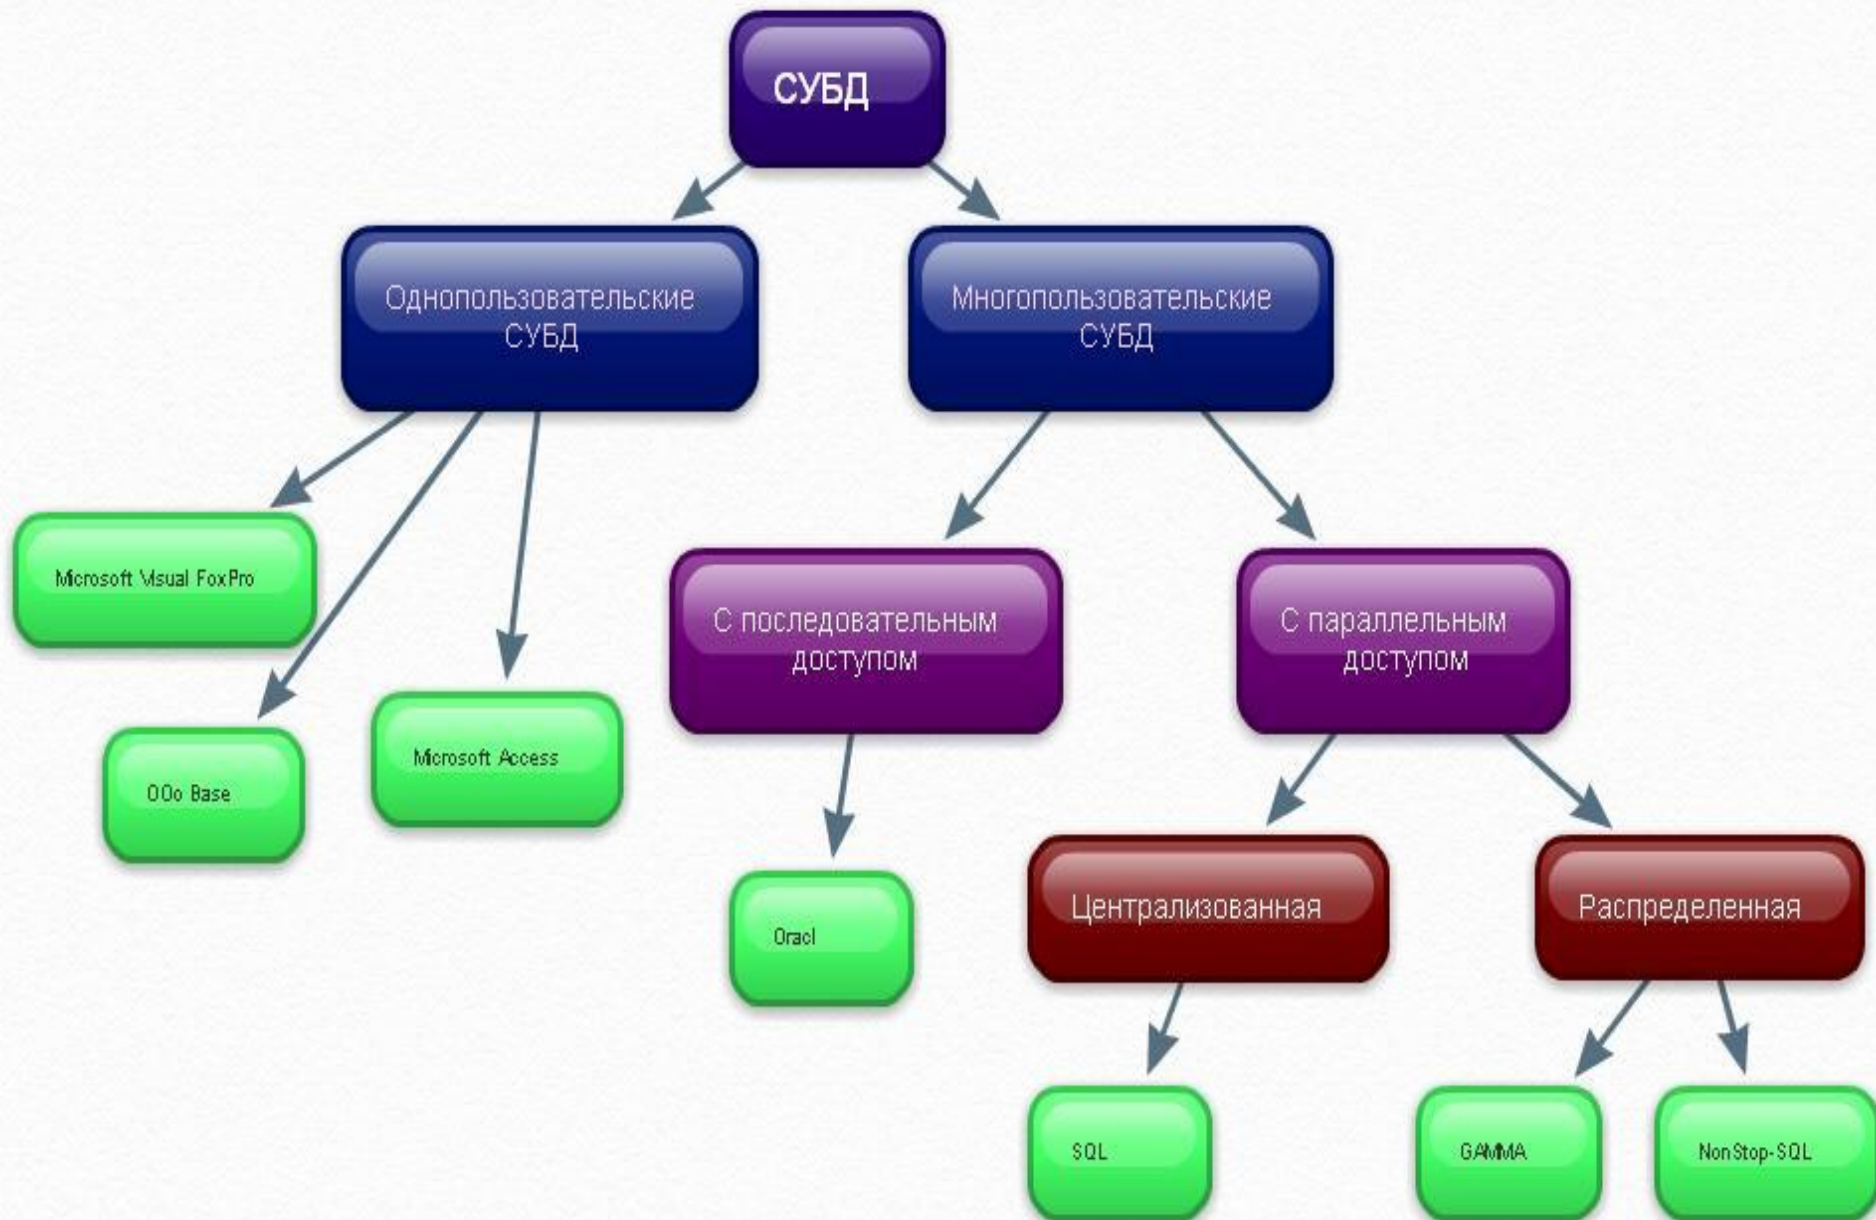 СУБД
Однопользовательские
СУБД
Многопользовательские
СУБД
Microsoft Visual FoxPro
OOo Base
Microsoft Access
С последовательным
доступом
С параллельным
доступом
Oracl
Централизованная
Распределенная
SQL
GAMMA
NonStop-SQL